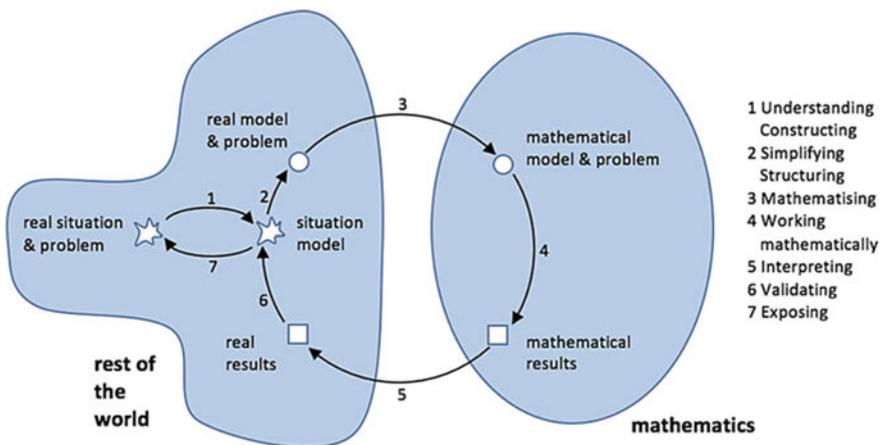 real model
& problem
3
mathematical
model & problem
1 Understanding
Constructing
2 Simplifying
Structuring
3 Mathematising
4 Working
mathematically
5 Interpreting
6 Validating
7 Exposing
real situation
& problem
1
2
situation
model
7
4
6
real
results
mathematical
results
5
rest of
the
world
mathematics